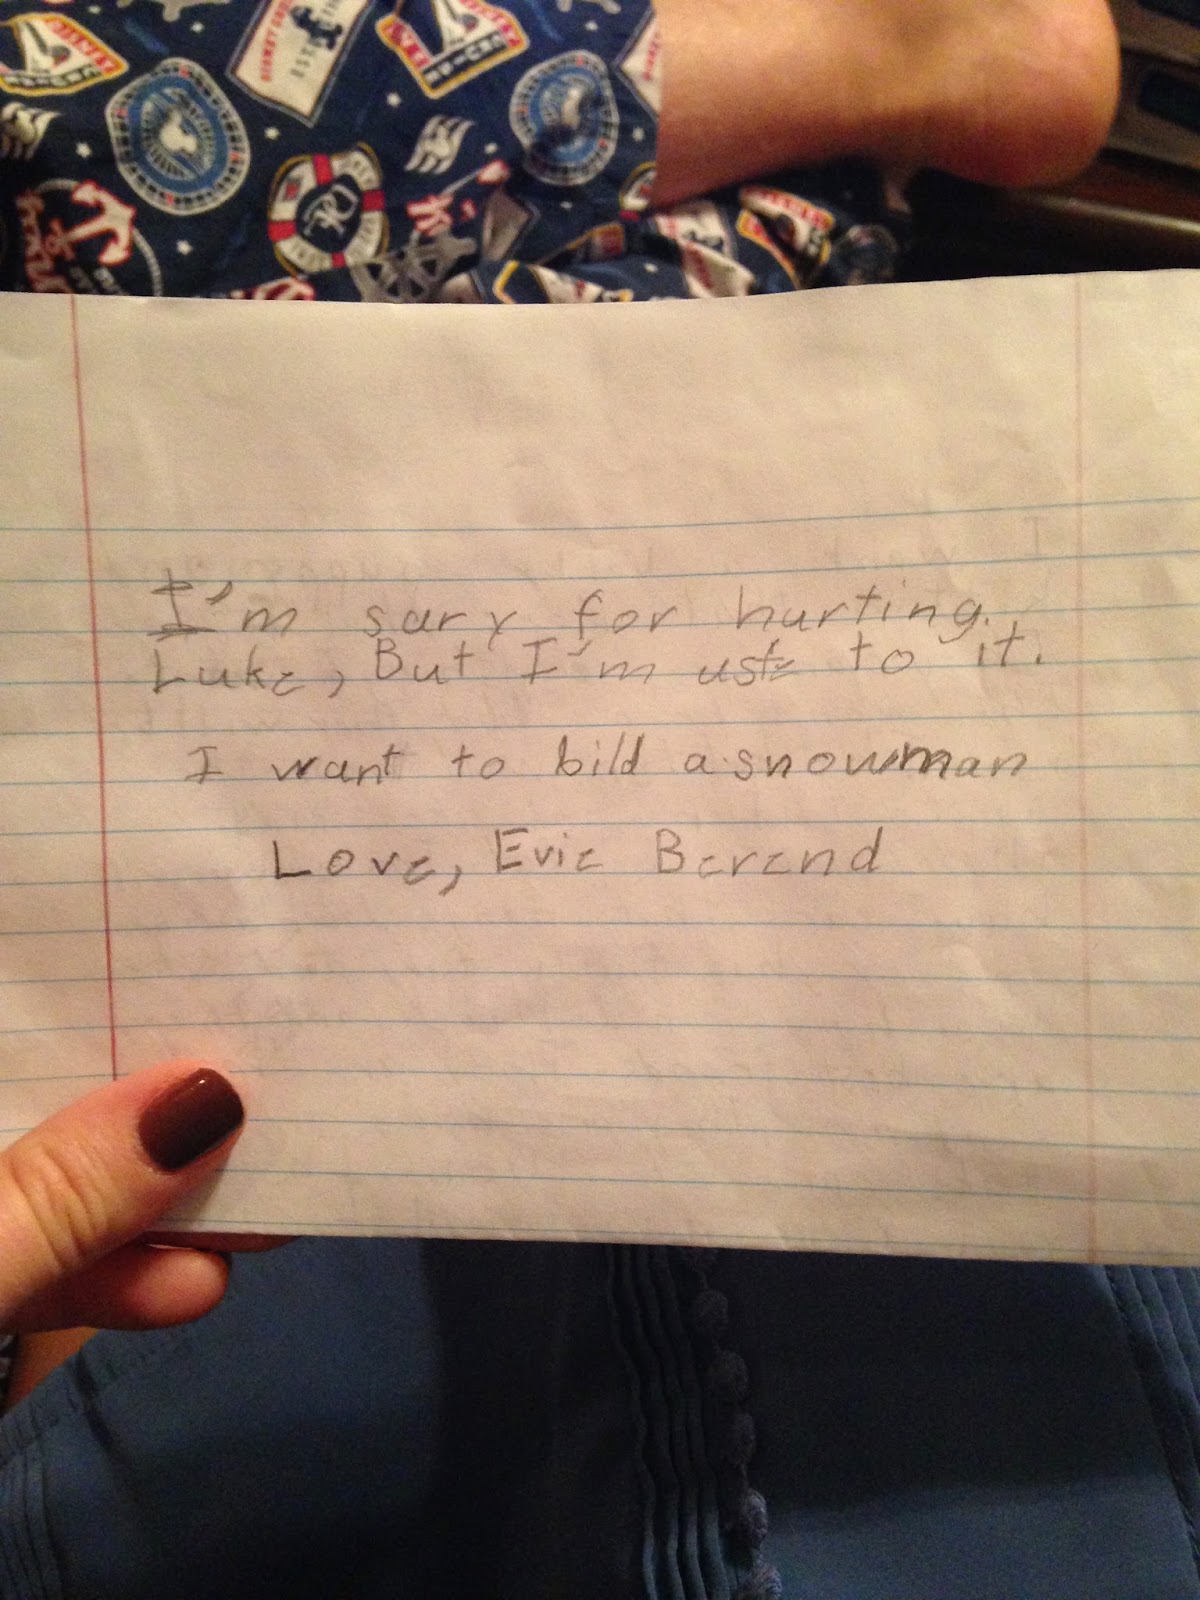 I'm sary for hurting.
Luke, But I'm uste to it.
I want to bild a snowman
Love, Evie Berend